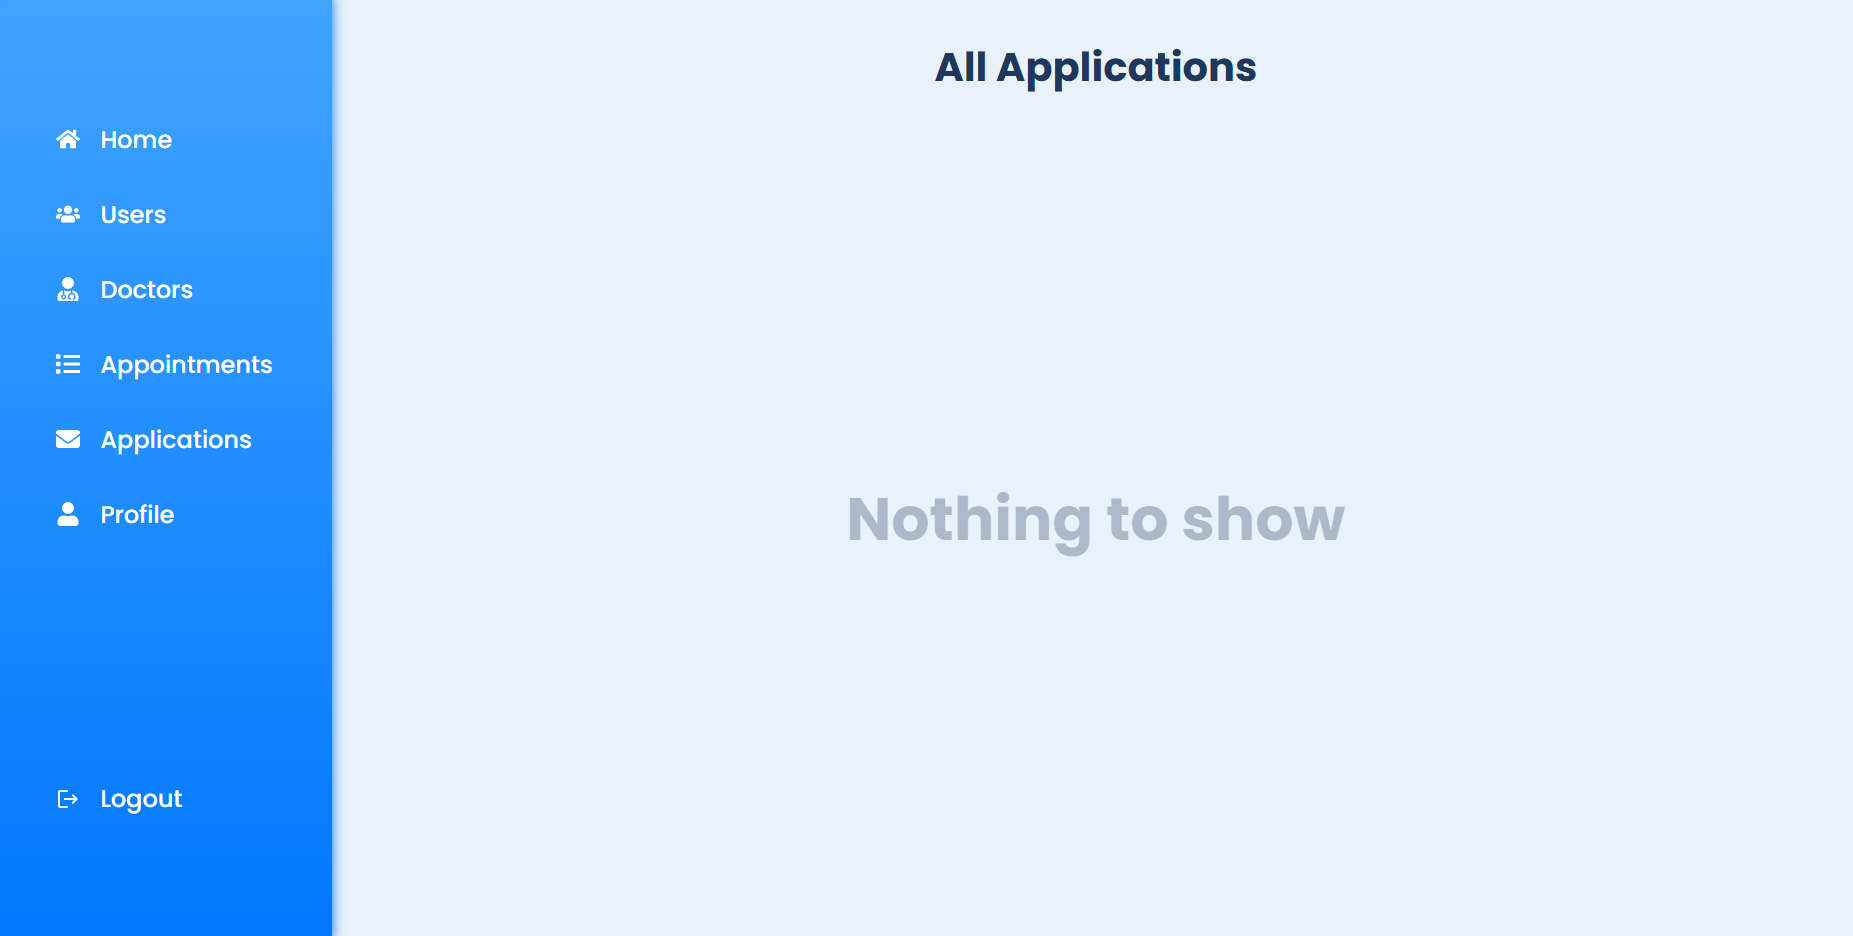 Home
Users
Doctors
Appointments
Applications
Profile
Logout
All Applications
Nothing to show